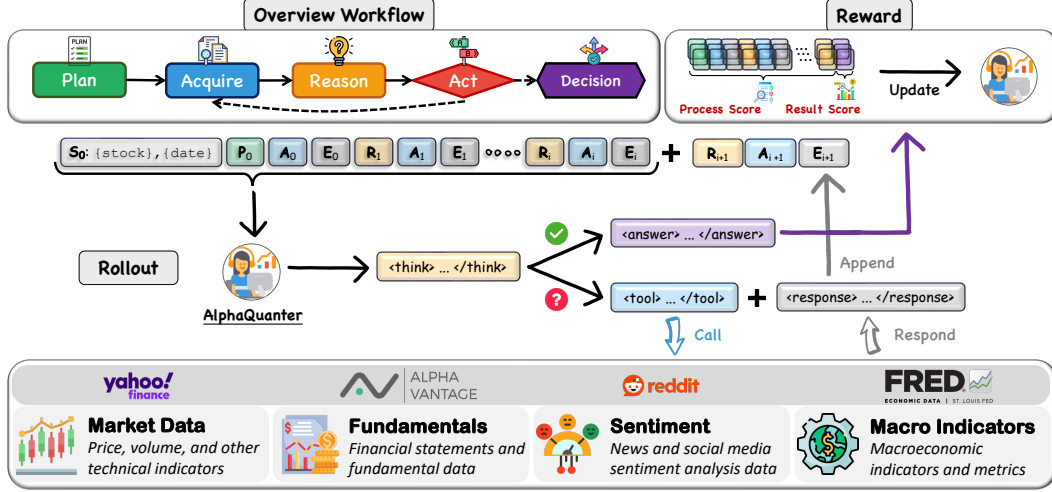 Overview Workflow
Reward
PLAN
Plan
Acquire
Reason
Act
Decision
Process Score
Result Score
Update
S₀: {stock}, {date}
P₀
A₀
E₀
R₁
A₁
E₁
Rᵢ
Aᵢ
Eᵢ
+
Rᵢ₊₁
Aᵢ₊₁
Eᵢ₊₁
Rollout
AlphaQuanter
<think> ... </think>
<answer> ... </answer>
Append
?
<tool> ... </tool>
+
<response> ... </response>
Call
Respond
yahoo!
finance
ALPHA
VANTAGE
reddit
FRED
ECONOMIC DATA | ST. LOUIS FED
Market Data
Price, volume, and other
technical indicators
Fundamentals
Financial statements and
fundamental data
Sentiment
News and social media
sentiment analysis data
Macro Indicators
Macroeconomic
indicators and metrics